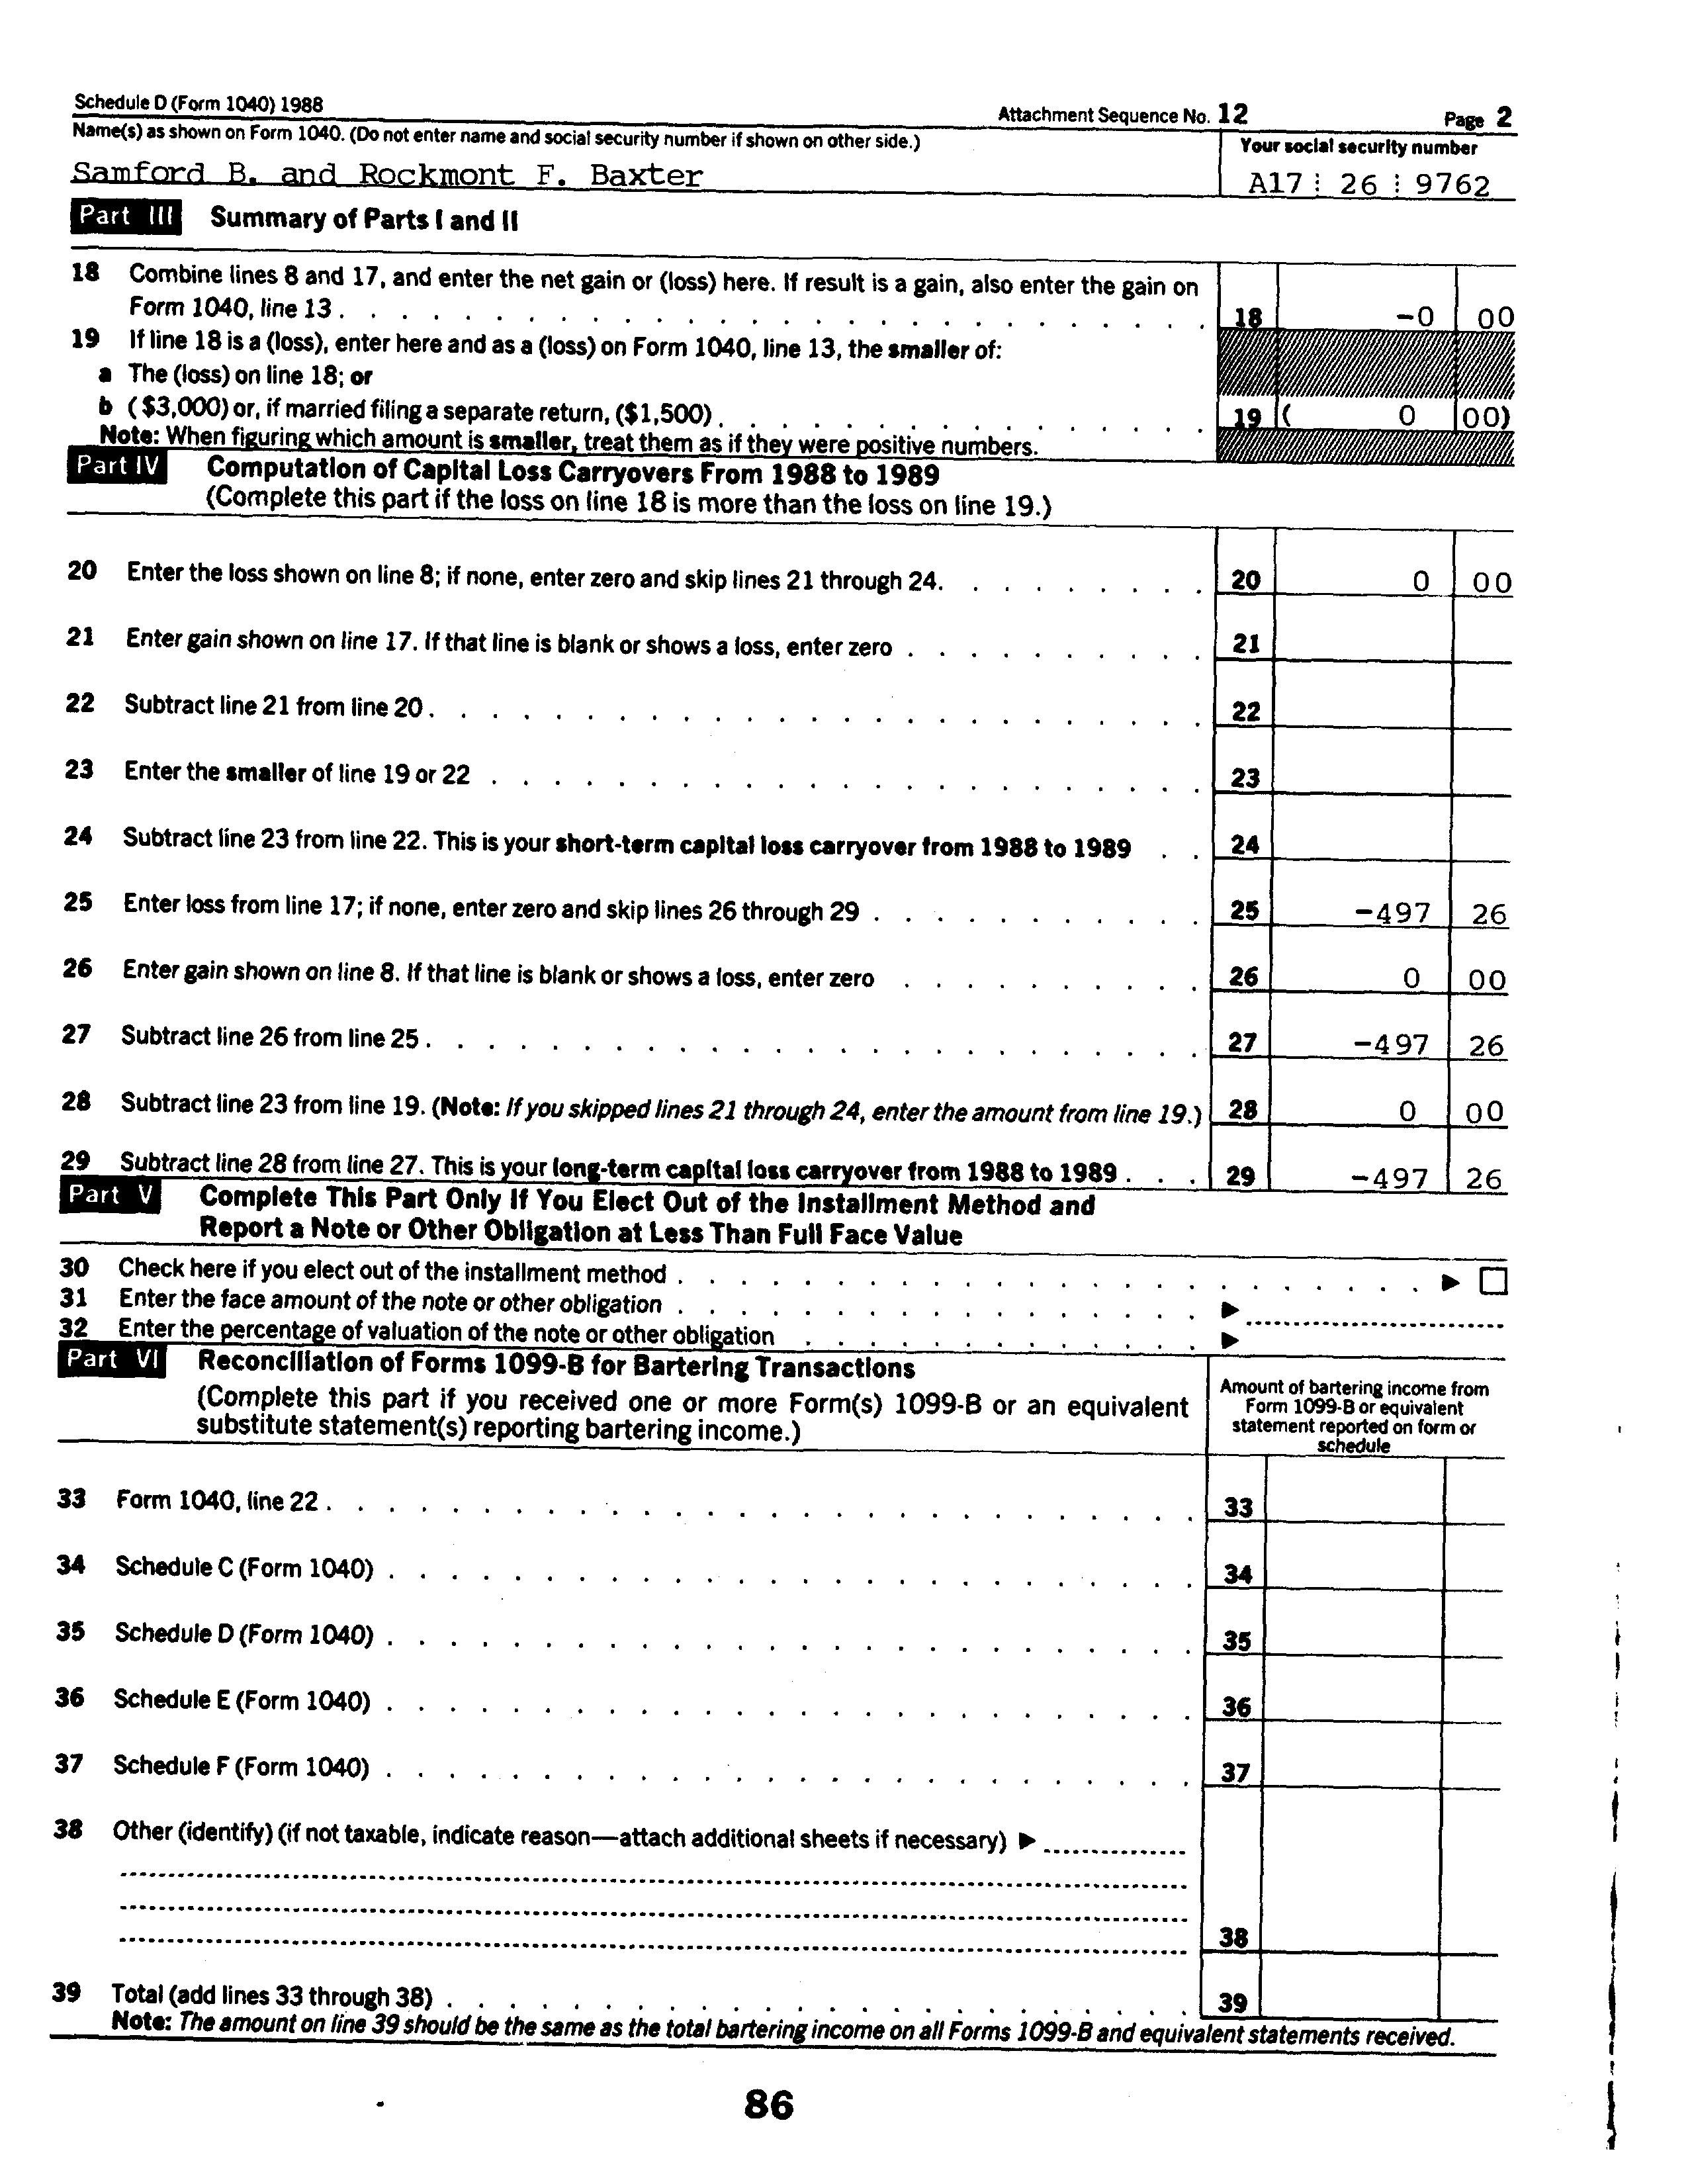 Schedule D (Form 1040) 1988 Attachment Sequence No. 12 Page 2
Name(s) as shown on Form 1040. (Do not enter name and social security number if shown on other side.) Your social security number
Samford B. and Rockmont F. Baxter A17 26 9762
Part III Summary of Parts I and II
18 Combine lines 8 and 17, and enter the net gain or (loss) here. If result is a gain, also enter the gain on
Form 1040, line 13 . . . 18 -0 00
19 If line 18 is a (loss), enter here and as a (loss) on Form 1040, line 13, the smaller of:
a The (loss) on line 18; or
b ($3,000) or, if married filing a separate return, ($1,500) . . . 19 ( 0 00)
Note: When figuring which amount is smaller, treat them as if they were positive numbers.
Part IV Computation of Capital Loss Carryovers From 1988 to 1989
(Complete this part if the loss on line 18 is more than the loss on line 19.)
20 Enter the loss shown on line 8; if none, enter zero and skip lines 21 through 24. . . . 20 0 00
21 Enter gain shown on line 17. If that line is blank or shows a loss, enter zero . . . 21
22 Subtract line 21 from line 20 . . . 22
23 Enter the smaller of line 19 or 22 . . . 23
24 Subtract line 23 from line 22. This is your short-term capital loss carryover from 1988 to 1989 . . 24
25 Enter loss from line 17; if none, enter zero and skip lines 26 through 29 . . . 25 -497 26
26 Enter gain shown on line 8. If that line is blank or shows a loss, enter zero . . . 26 0 00
27 Subtract line 26 from line 25 . . . 27 -497 26
28 Subtract line 23 from line 19. (Note: If you skipped lines 21 through 24, enter the amount from line 19.) 28 0 00
29 Subtract line 28 from line 27. This is your long-term capital loss carryover from 1988 to 1989 . . . 29 -497 26
Part V Complete This Part Only If You Elect Out of the Installment Method and
Report a Note or Other Obligation at Less Than Full Face Value
30 Check here if you elect out of the installment method . . . ▶ ☐
31 Enter the face amount of the note or other obligation . . . ▶
32 Enter the percentage of valuation of the note or other obligation . . . ▶
Part VI Reconciliation of Forms 1099-B for Bartering Transactions
(Complete this part if you received one or more Form(s) 1099-B or an equivalent
substitute statement(s) reporting bartering income.)
Amount of bartering income from
Form 1099-B or equivalent
statement reported on form or
schedule
33 Form 1040, line 22 . . . 33
34 Schedule C (Form 1040) . . . 34
35 Schedule D (Form 1040) . . . 35
36 Schedule E (Form 1040) . . . 36
37 Schedule F (Form 1040) . . . 37
38 Other (identify) (if not taxable, indicate reason—attach additional sheets if necessary) ▶
38
39 Total (add lines 33 through 38) . . . 39
Note: The amount on line 39 should be the same as the total bartering income on all Forms 1099-B and equivalent statements received.
86